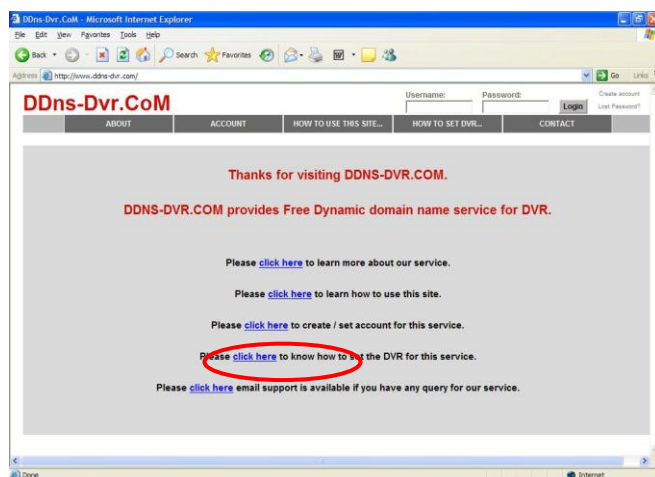 DDns-Dvr.CoM - Microsoft Internet Explorer
File Edit View Favorites Tools Help
Back Search Favorites
Address http://www.ddns-dvr.com/ Go Links
DDns-Dvr.CoM
Username: Password: Login
Create account
Lost Password?
ABOUT ACCOUNT HOW TO USE THIS SITE... HOW TO SET DVR... CONTACT
Thanks for visiting DDNS-DVR.COM.
DDNS-DVR.COM provides Free Dynamic domain name service for DVR.
Please click here to learn more about our service.
Please click here to learn how to use this site.
Please click here to create / set account for this service.
Please click here to know how to set the DVR for this service.
Please click here email support is available if you have any query for our service.
Done Internet